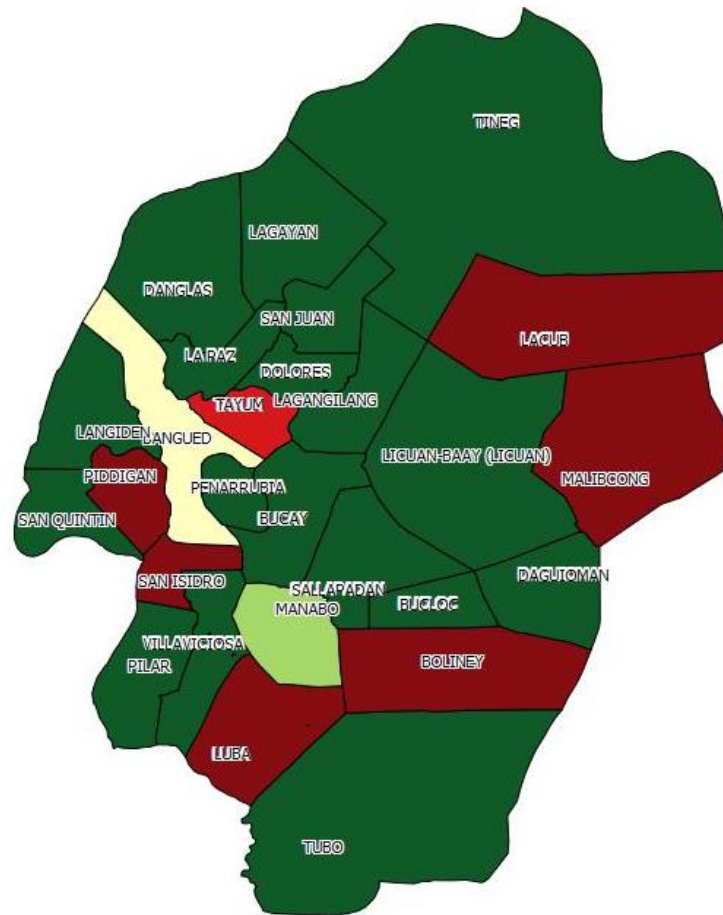 TINEG
LAGAYAN
DANGLAS
SAN JUAN
LACUB
LA PAZ
DOLORES
TAYUM
LAGANGILANG
LANGIDEN
BANGUED
LICUAN-BAAY (LICUAN)
PIDDIGAN
MALIBCONG
PENARRUBIA
SAN QUINTIN
BUCAY
DAGUIOMAN
SAN ISIDRO
SALLAPADAN
MANABO
BUCLOC
VILLAVICIOSA
PILAR
BOLINEY
LUBA
TUBO